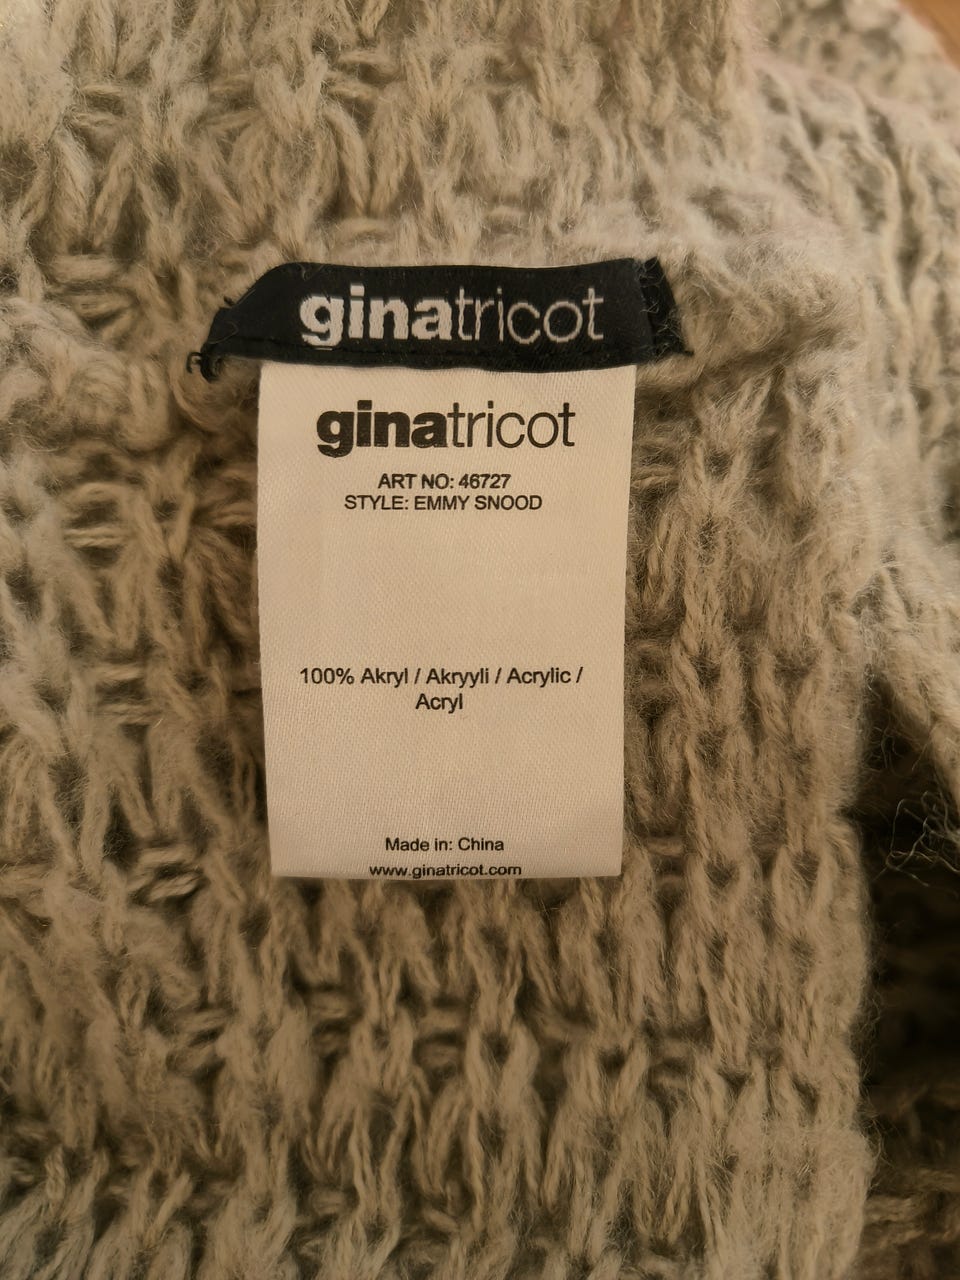 ginatricot
ginatricot
ART NO: 46727
STYLE: EMMY SNOOD
100% Akryl / Akryyli / Acrylic /
Acryl
Made in: China
www.ginatricot.com